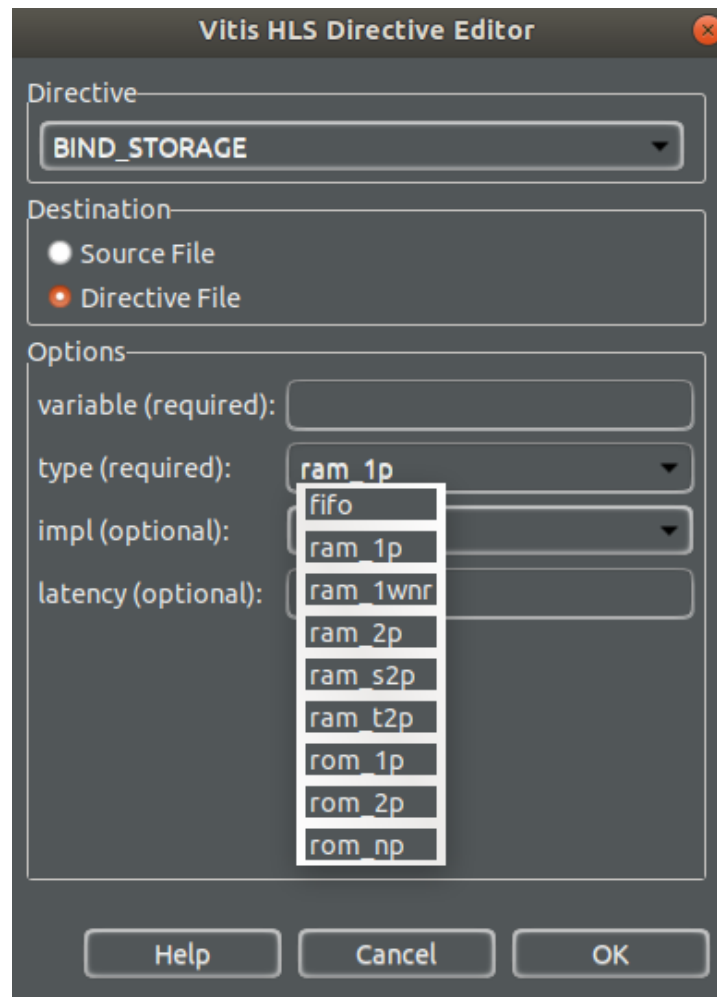 Vitis HLS Directive Editor
Directive
BIND_STORAGE
Destination
Source File
Directive File
Options
variable (required):
type (required): ram_1p
fifo
impl (optional):
ram_1p
latency (optional): ram_1wnr
ram_2p
ram_s2p
ram_t2p
rom_1p
rom_2p
rom_np
Help Cancel OK